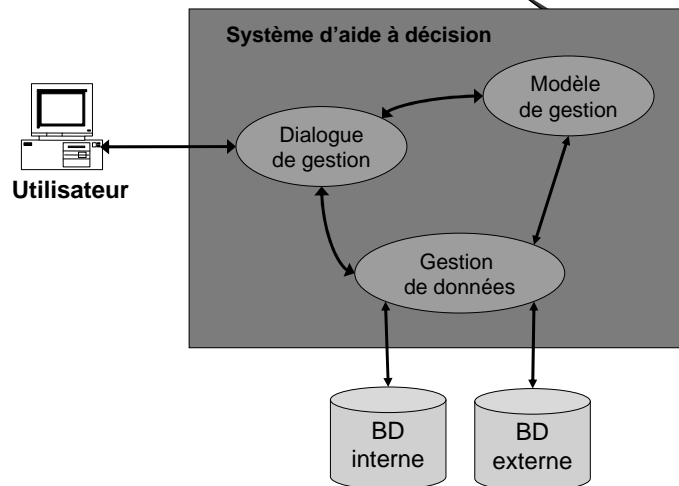 Système d'aide à décision
Modèle
de gestion
Dialogue
de gestion
Utilisateur
Gestion
de données
BD
interne
BD
externe